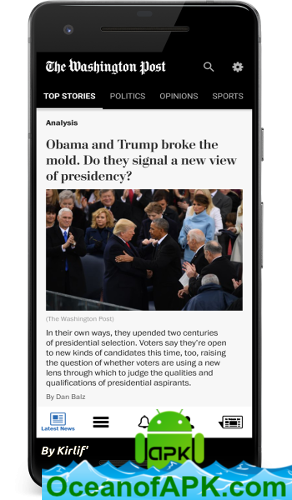 The Washington Post
TOP STORIES POLITICS OPINIONS SPORTS
Analysis
Obama and Trump broke the
mold. Do they signal a new view
of presidency?
(The Washington Post)
In their own ways, they upended two centuries
of presidential selection. Voters say they're open
to new kinds of candidates this time, too, raising
the question of whether voters are using a new
lens through which to judge the qualities and
qualifications of presidential aspirants.
By Dan Balz
Latest News
By Kirlif'
apk
OceanofAPK.com